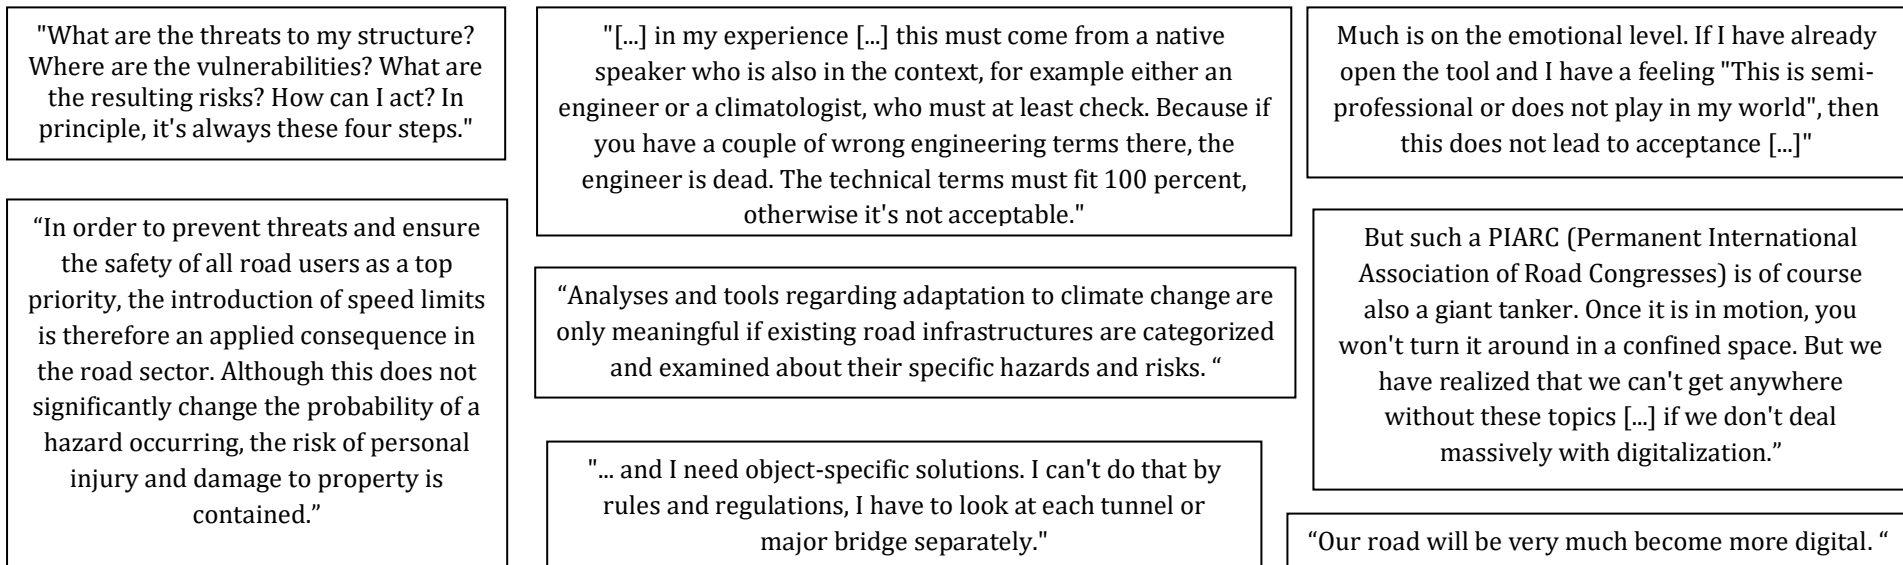 "What are the threats to my structure?
Where are the vulnerabilities? What are
the resulting risks? How can I act? In
principle, it's always these four steps."
“In order to prevent threats and ensure
the safety of all road users as a top
priority, the introduction of speed limits
is therefore an applied consequence in
the road sector. Although this does not
significantly change the probability of a
hazard occurring, the risk of personal
injury and damage to property is
contained.”
"[...] in my experience [...] this must come from a native
speaker who is also in the context, for example either an
engineer or a climatologist, who must at least check. Because if
you have a couple of wrong engineering terms there, the
engineer is dead. The technical terms must fit 100 percent,
otherwise it's not acceptable."
“Analyses and tools regarding adaptation to climate change are
only meaningful if existing road infrastructures are categorized
and examined about their specific hazards and risks. “
"... and I need object-specific solutions. I can't do that by
rules and regulations, I have to look at each tunnel or
major bridge separately."
Much is on the emotional level. If I have already
open the tool and I have a feeling "This is semi-
professional or does not play in my world", then
this does not lead to acceptance [...]"
But such a PIARC (Permanent International
Association of Road Congresses) is of course
also a giant tanker. Once it is in motion, you
won't turn it around in a confined space. But we
have realized that we can't get anywhere
without these topics [...] if we don't deal
massively with digitalization.”
“Our road will be very much become more digital. “